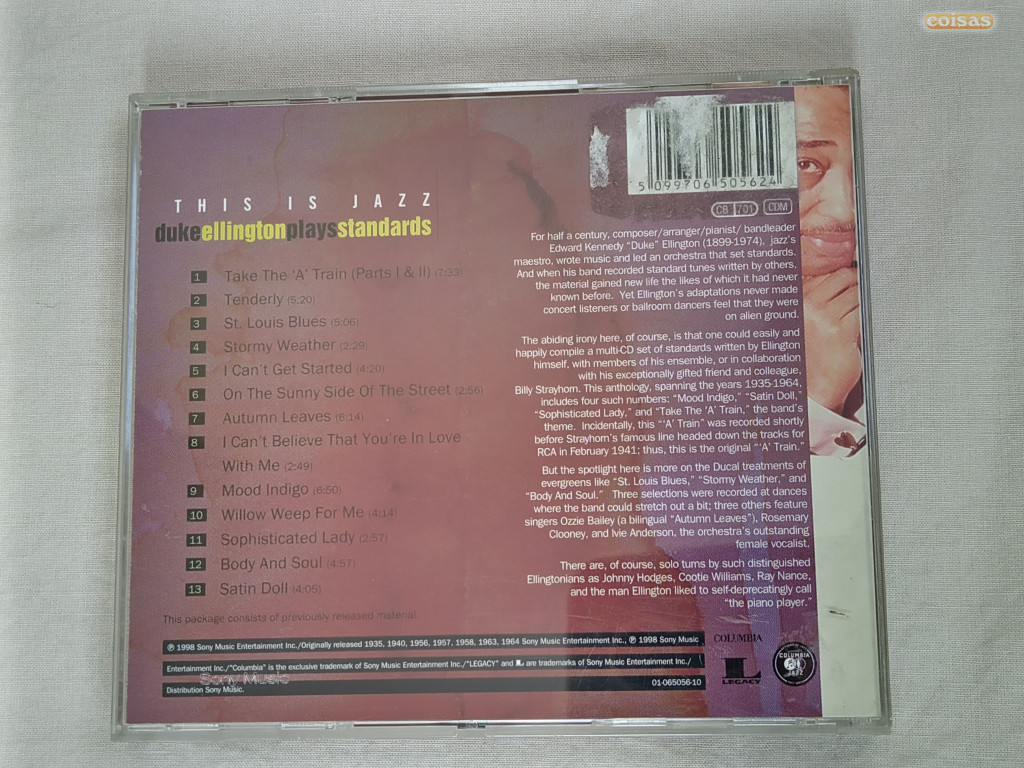 coisas
5 099706 505624
CB 701 CDM
THIS IS JAZZ
dukeellingtonplaysstandards
1 Take The ‘A’ Train (Parts I & II) (7:33)
2 Tenderly (5:20)
3 St. Louis Blues (5:06)
4 Stormy Weather (2:29)
5 I Can't Get Started (4:20)
6 On The Sunny Side Of The Street (2:56)
7 Autumn Leaves (6:14)
8 I Can't Believe That You're In Love
With Me (2:49)
9 Mood Indigo (6:50)
10 Willow Weep For Me (4:14)
11 Sophisticated Lady (2:57)
12 Body And Soul (4:57)
13 Satin Doll (4:05)
This package consists of previously released material.
For half a century, composer/arranger/pianist/ bandleader
Edward Kennedy “Duke” Ellington (1899-1974), jazz's
maestro, wrote music and led an orchestra that set standards.
And when his band recorded standard tunes written by others,
the material gained new life the likes of which it had never
known before. Yet Ellington's adaptations never made
concert listeners or ballroom dancers feel that they were
on alien ground.
The abiding irony here, of course, is that one could easily and
happily compile a multi-CD set of standards written by Ellington
himself, with members of his ensemble, or in collaboration
with his exceptionally gifted friend and colleague,
Billy Strayhorn. This anthology, spanning the years 1935-1964,
includes four such numbers: “Mood Indigo,” “Satin Doll,”
“Sophisticated Lady,” and “Take The ‘A’ Train,” the band's
theme. Incidentally, this “‘A’ Train” was recorded shortly
before Strayhorn's famous line headed down the tracks for
RCA in February 1941; thus, this is the original “‘A’ Train.”
But the spotlight here is more on the Ducal treatments of
evergreens like “St. Louis Blues,” “Stormy Weather,” and
“Body And Soul.” Three selections were recorded at dances
where the band could stretch out a bit; three others feature
singers Ozzie Bailey (a bilingual “Autumn Leaves”), Rosemary
Clooney, and Ivie Anderson, the orchestra's outstanding
female vocalist.
There are, of course, solo turns by such distinguished
Ellingtonians as Johnny Hodges, Cootie Williams, Ray Nance,
and the man Ellington liked to self-deprecatingly call
“the piano player.”
℗ 1998 Sony Music Entertainment Inc./Originally released 1935, 1940, 1956, 1957, 1958, 1963, 1964 Sony Music Entertainment Inc., ℗ 1998 Sony Music
Entertainment Inc./“Columbia” is the exclusive trademark of Sony Music Entertainment Inc./“LEGACY” and L are trademarks of Sony Music Entertainment Inc./
Distribution Sony Music.
Sony Music
01-065056-10
COLUMBIA
L
LEGACY
COLUMBIA
JAZZ